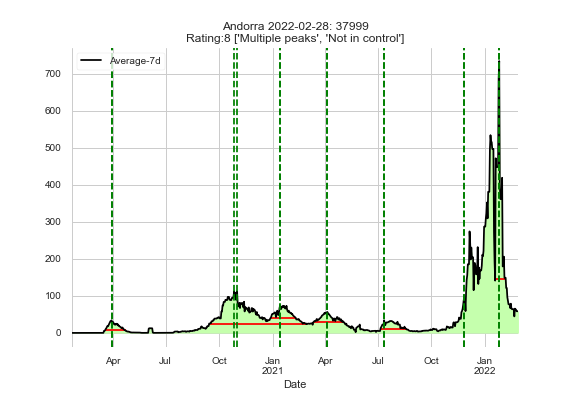 Andorra 2022-02-28: 37999
Rating:8 ['Multiple peaks', 'Not in control']
Average-7d
700
600
500
400
300
200
100
0
Apr Jul Oct Jan Apr Jul Oct Jan
2021 2022
Date